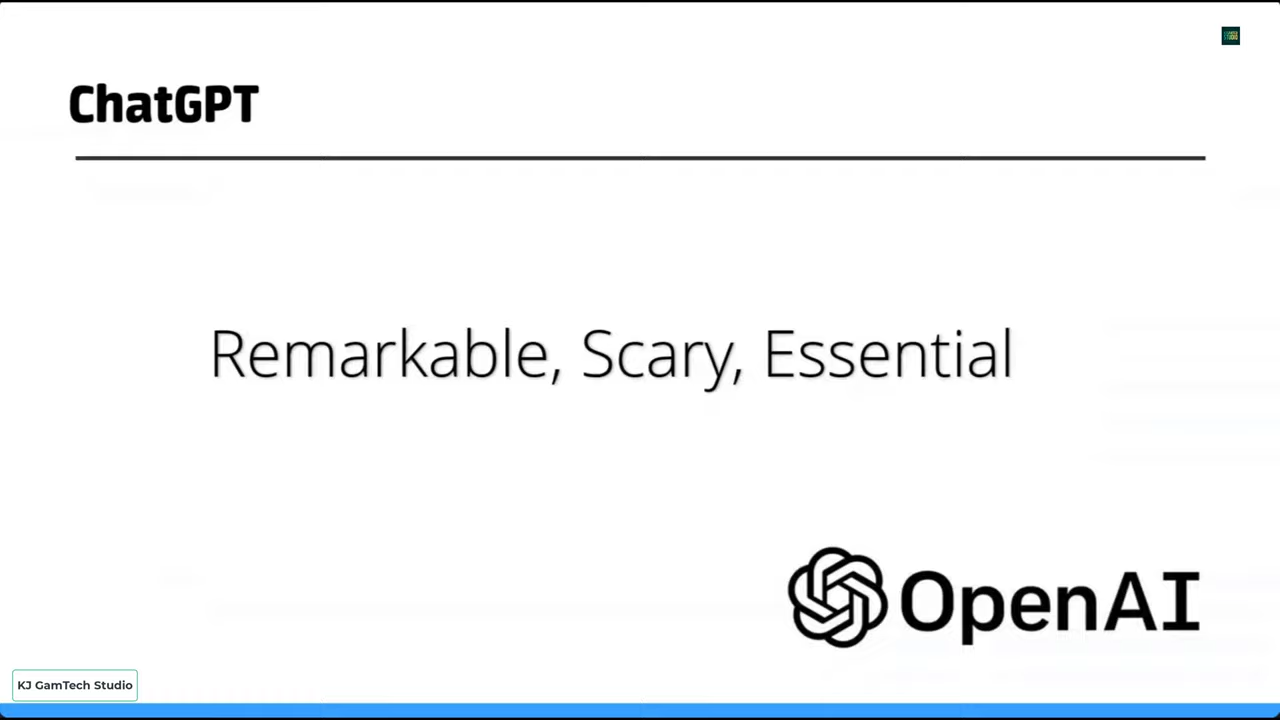 ChatGPT
Remarkable, Scary, Essential
OpenAI
KJ GamTech Studio